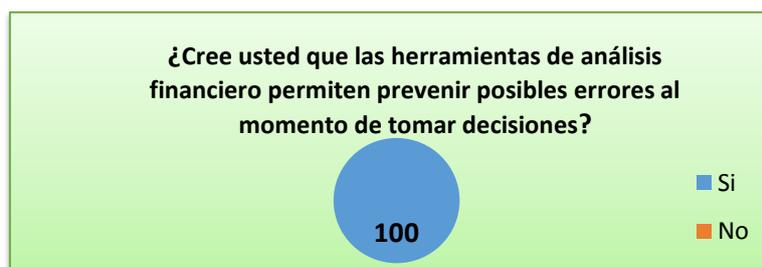 ¿Cree usted que las herramientas de análisis
financiero permiten prevenir posibles errores al
momento de tomar decisiones?
Si
100
No